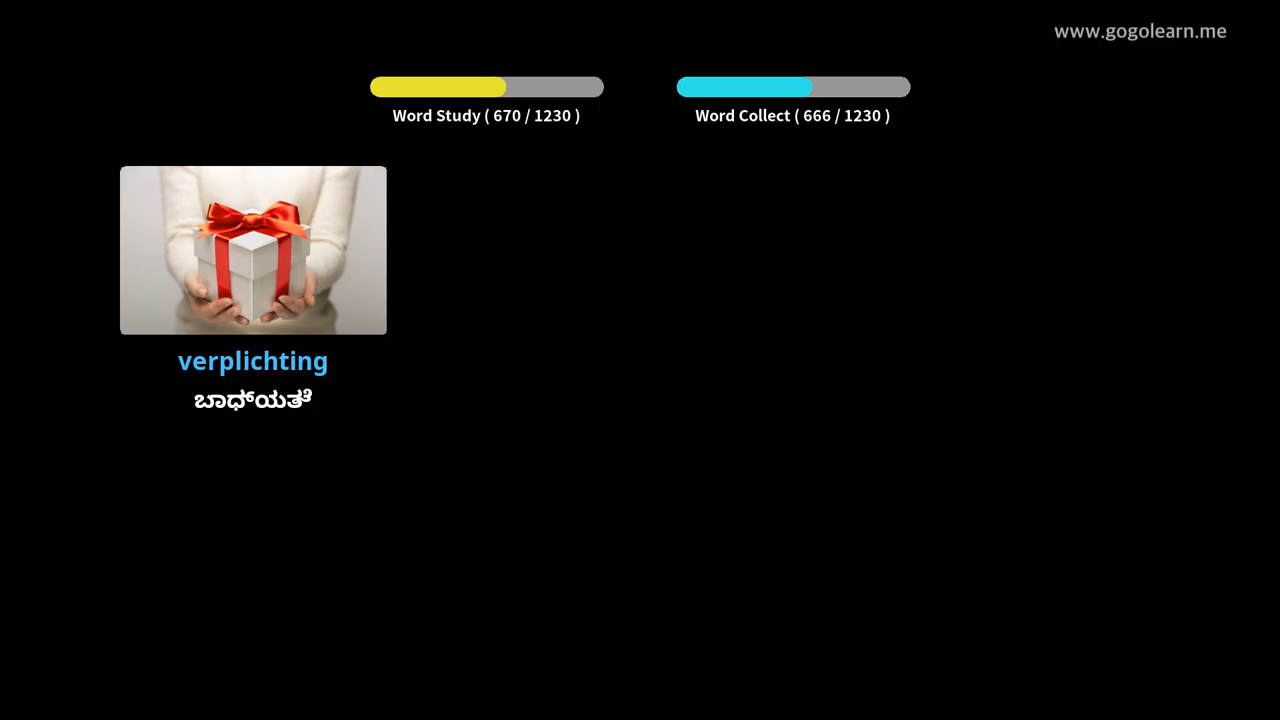 www.gogolearn.me
Word Study ( 670 / 1230 )
Word Collect ( 666 / 1230 )
verplichting
ಬಾಧ್ಯತೆ